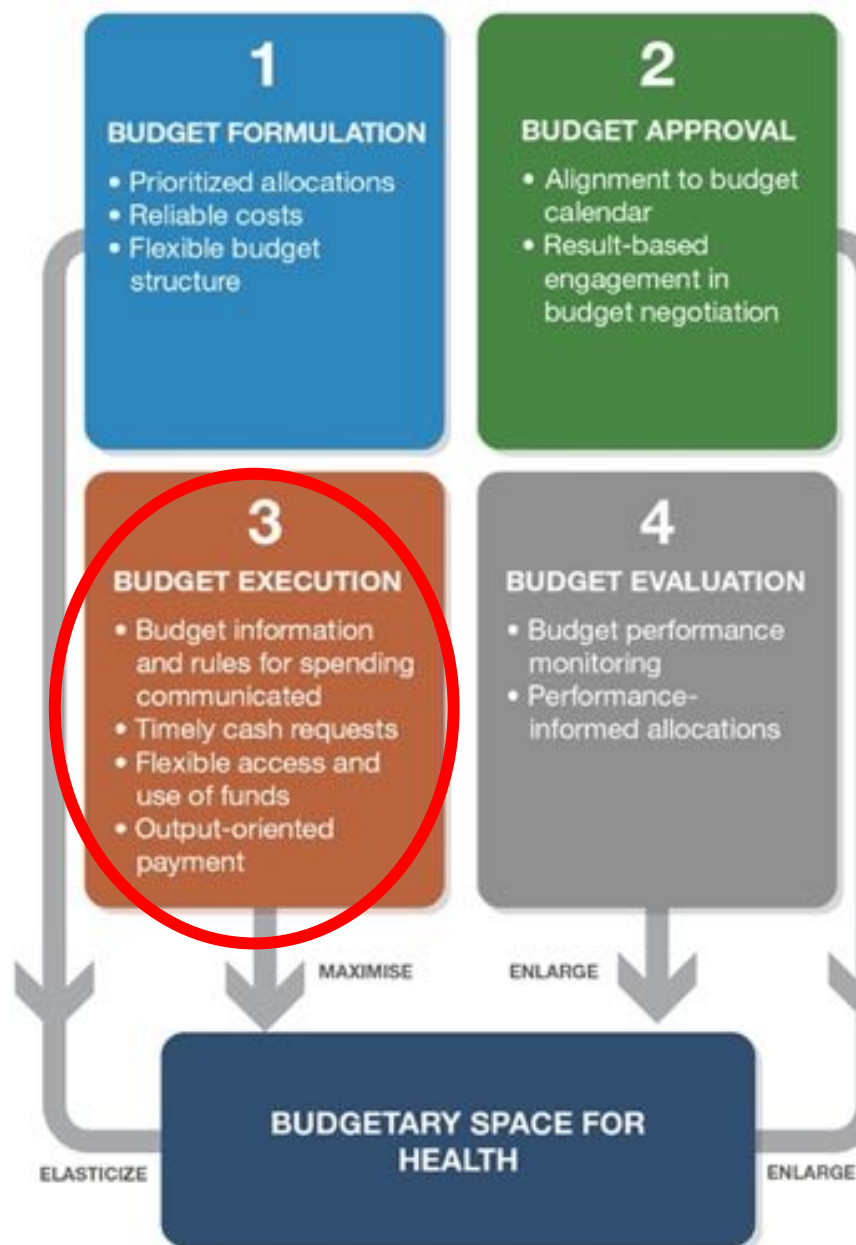 1
BUDGET FORMULATION
• Prioritized allocations
• Reliable costs
• Flexible budget
structure
2
BUDGET APPROVAL
• Alignment to budget
calendar
• Result-based
engagement in
budget negotiation
3
BUDGET EXECUTION
• Budget information
and rules for spending
communicated
• Timely cash requests
• Flexible access and
use of funds
• Output-oriented
payment
4
BUDGET EVALUATION
• Budget performance
monitoring
• Performance-
informed allocations
MAXIMISE
ENLARGE
BUDGETARY SPACE FOR
HEALTH
ELASTICIZE
ENLARGE